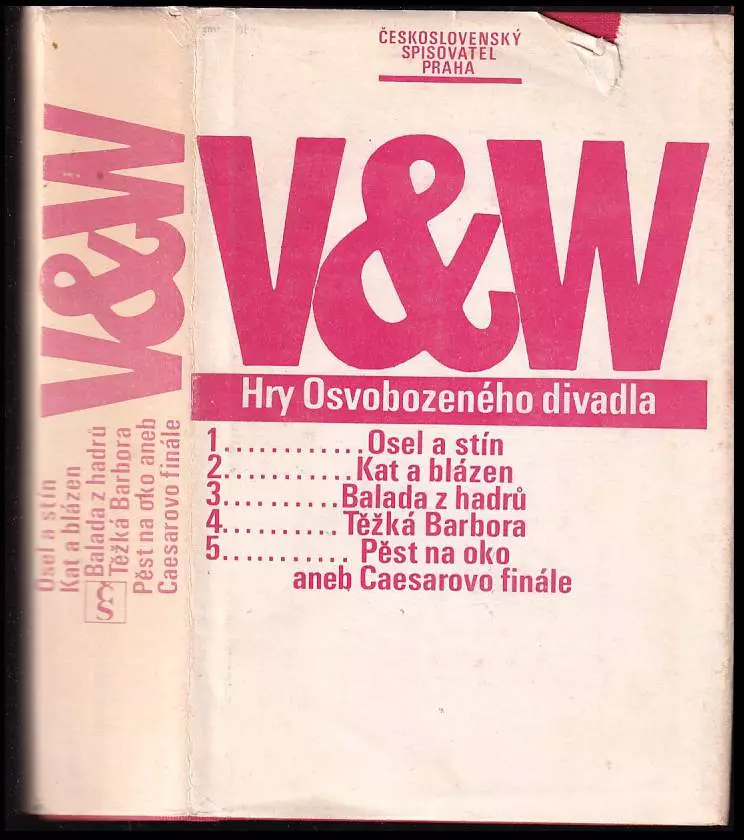 ČESKOSLOVENSKÝ
SPISOVATEL
PRAHA
V&W
Hry Osvobozeného divadla
1............Osel a stín
2............Kat a blázen
3..........Balada z hadrů
4..........Těžká Barbora
5........... Pěst na oko
aneb Caesarovo finále
V&W
Osel a stín
Kat a blázen
Balada z hadrů
Těžká Barbora
Pěst na oko aneb
Caesarovo finále
ČS